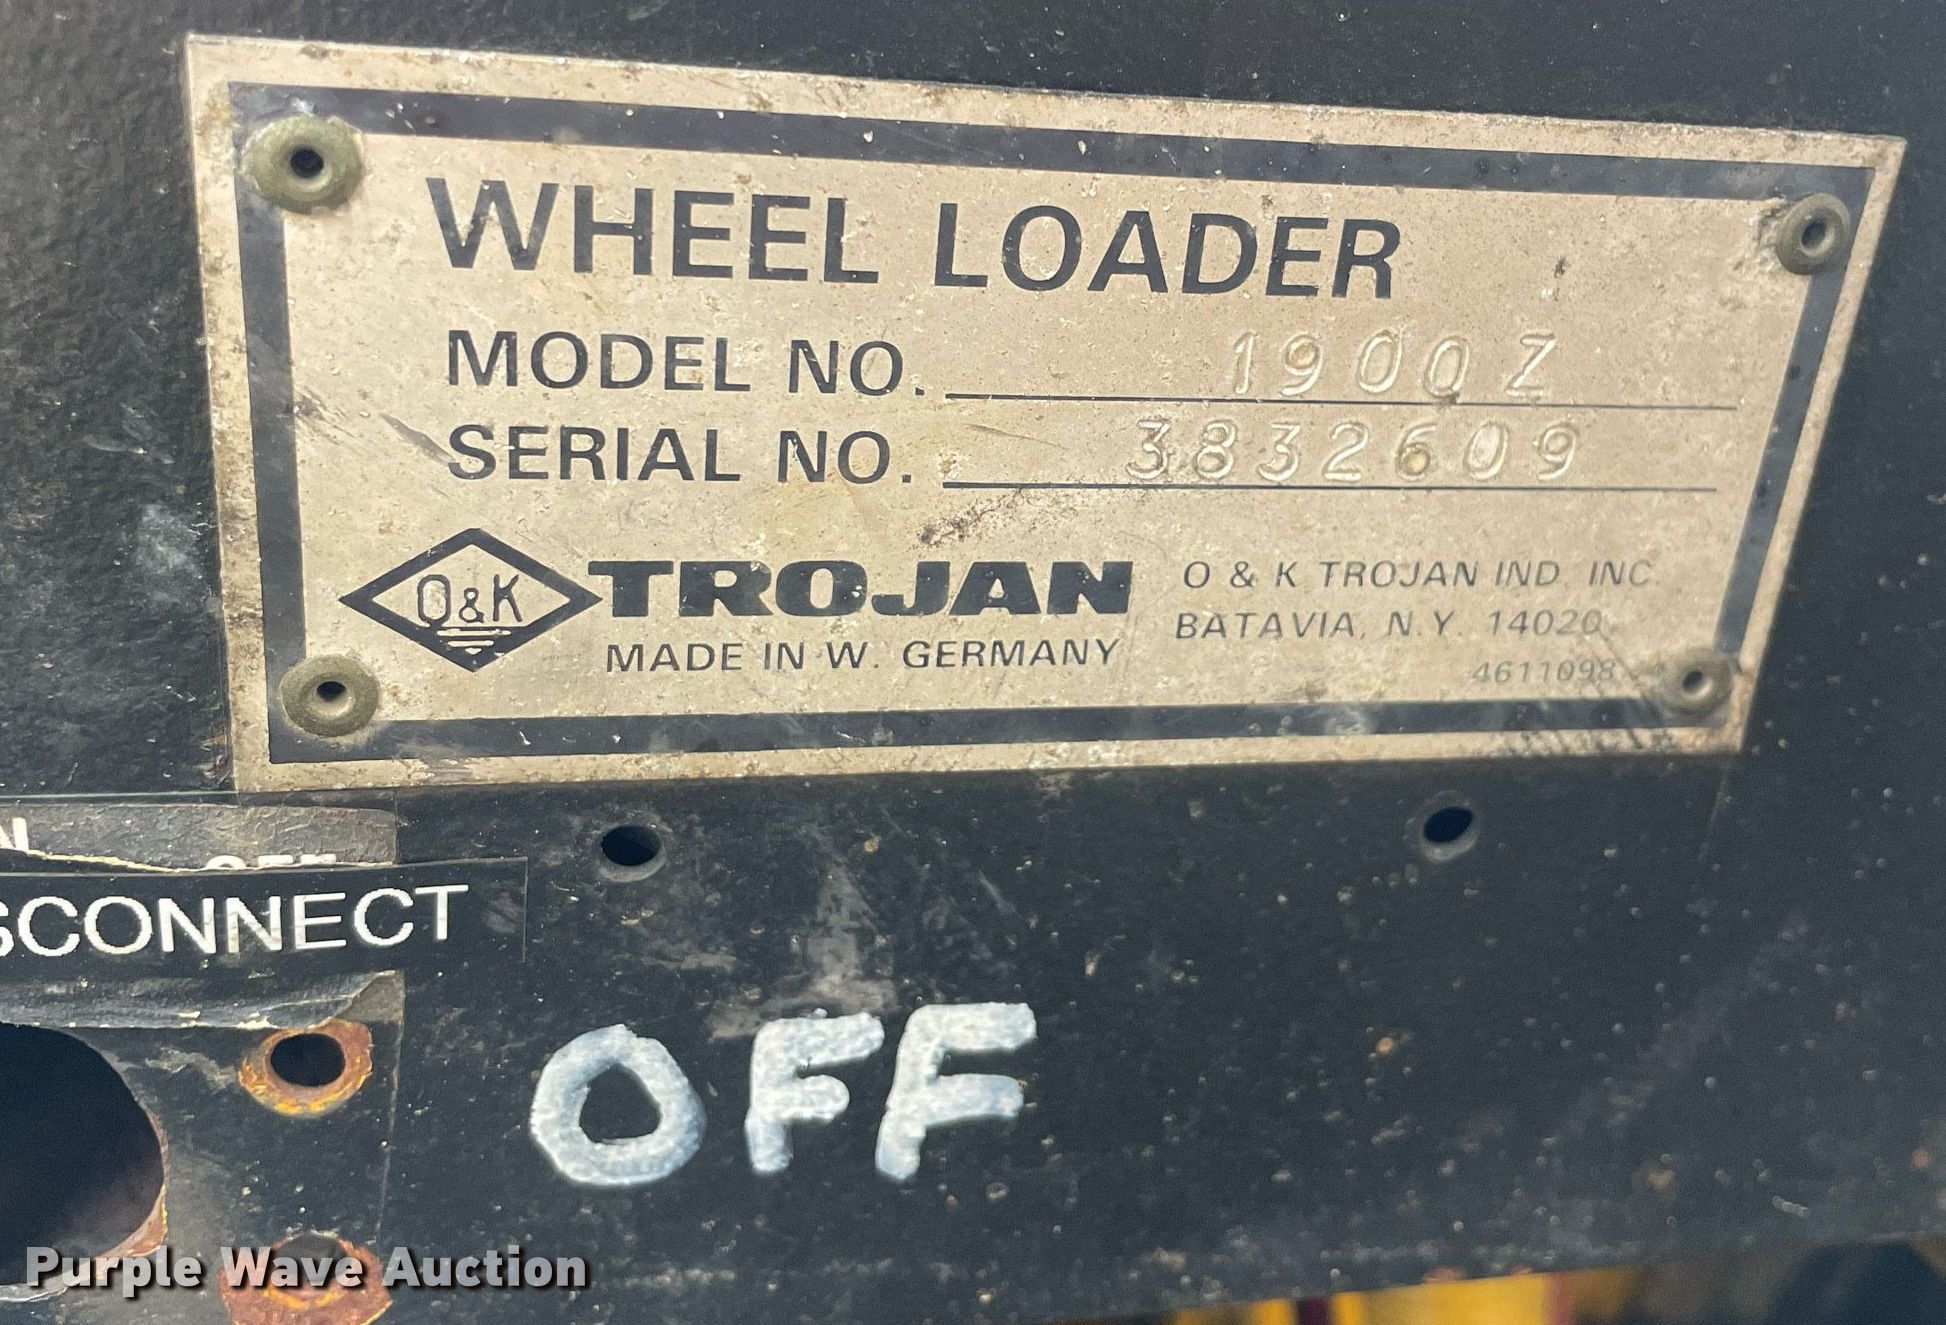 WHEEL LOADER
MODEL NO. 1900Z
SERIAL NO. 3832609
O&K TROJAN
MADE IN W. GERMANY
O & K TROJAN IND. INC.
BATAVIA, N.Y. 14020
4611098
OFF
SCONNECT
OFF
Purple Wave Auction